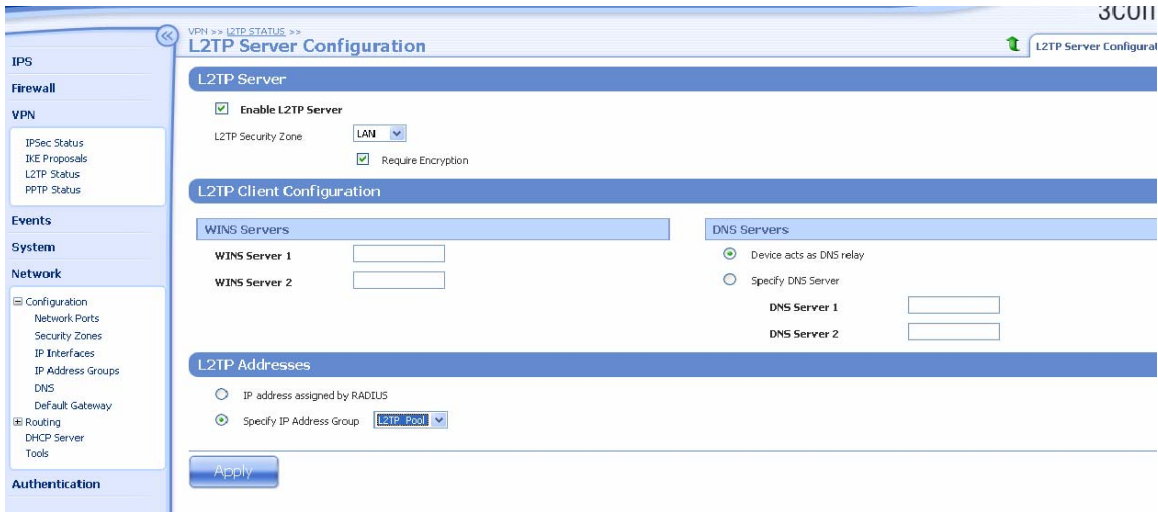 3com
VPN >> L2TP STATUS >>
L2TP Server Configuration
L2TP Server Configurat
IPS
Firewall
VPN
IPSec Status
IKE Proposals
L2TP Status
PPTP Status
Events
System
Network
Configuration
Network Ports
Security Zones
IP Interfaces
IP Address Groups
DNS
Default Gateway
Routing
DHCP Server
Tools
Authentication
L2TP Server
Enable L2TP Server
L2TP Security Zone LAN
Require Encryption
L2TP Client Configuration
WINS Servers
WINS Server 1
WINS Server 2
DNS Servers
Device acts as DNS relay
Specify DNS Server
DNS Server 1
DNS Server 2
L2TP Addresses
IP address assigned by RADIUS
Specify IP Address Group L2TP_Pool
Apply